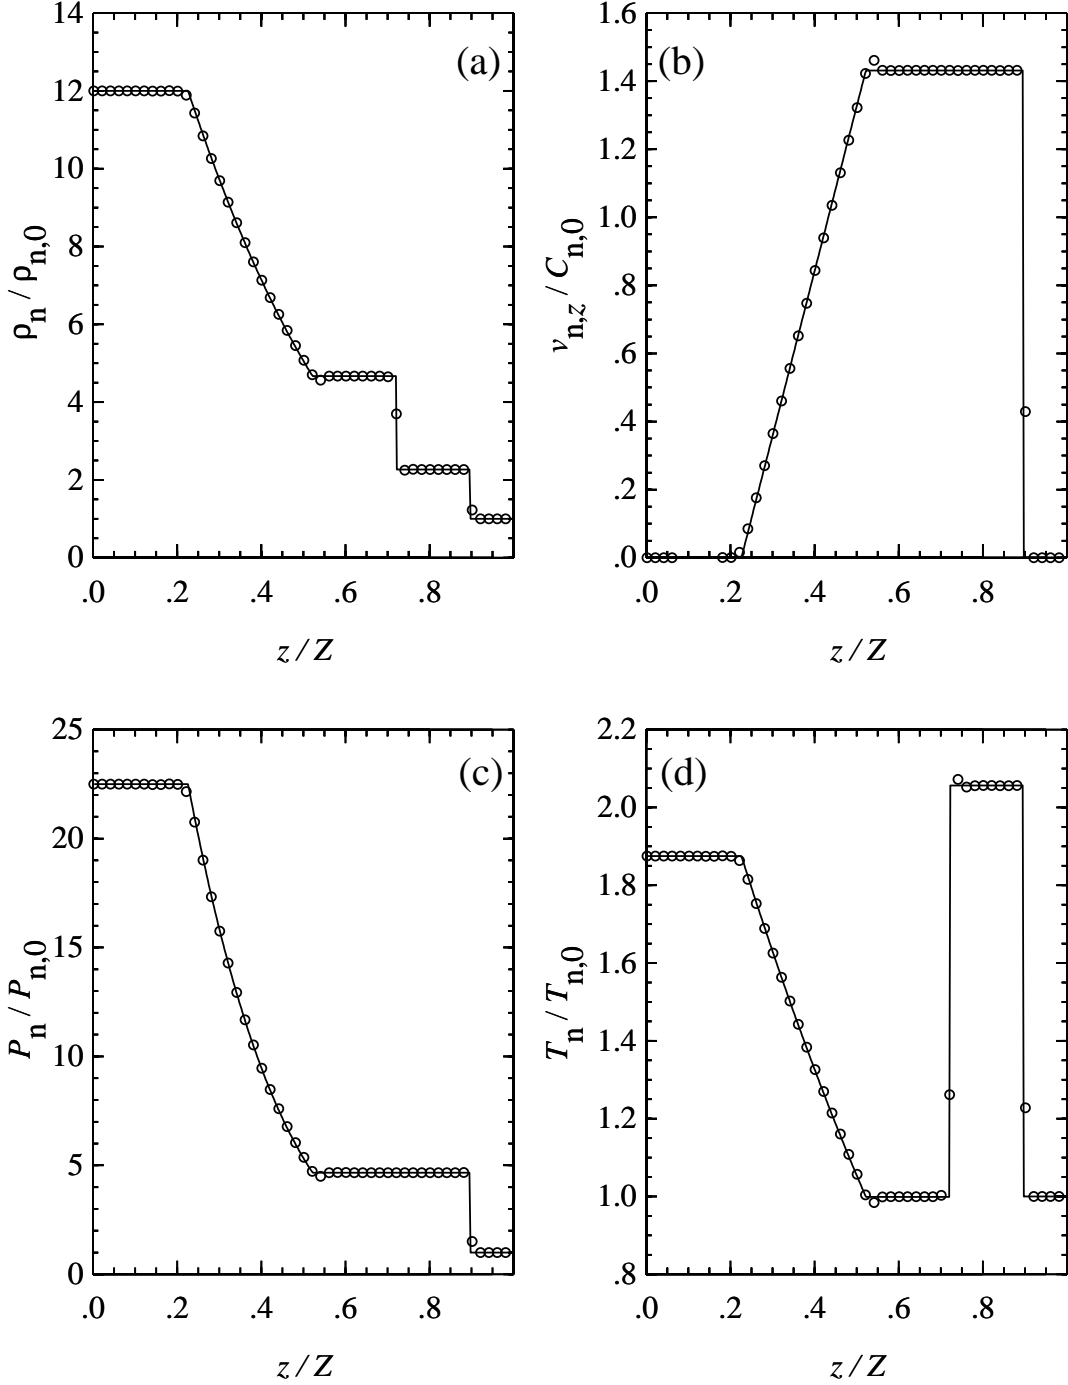 14
12
10
8
6
4
2
0
.0 .2 .4 .6 .8
z / Z
ρn / ρn,0
(a)
1.6
1.4
1.2
1.0
.8
.6
.4
.2
.0
.0 .2 .4 .6 .8
z / Z
vn,z / Cn,0
(b)
25
20
15
10
5
0
.0 .2 .4 .6 .8
z / Z
Pn / Pn,0
(c)
2.2
2.0
1.8
1.6
1.4
1.2
1.0
.8
.0 .2 .4 .6 .8
z / Z
Tn / Tn,0
(d)